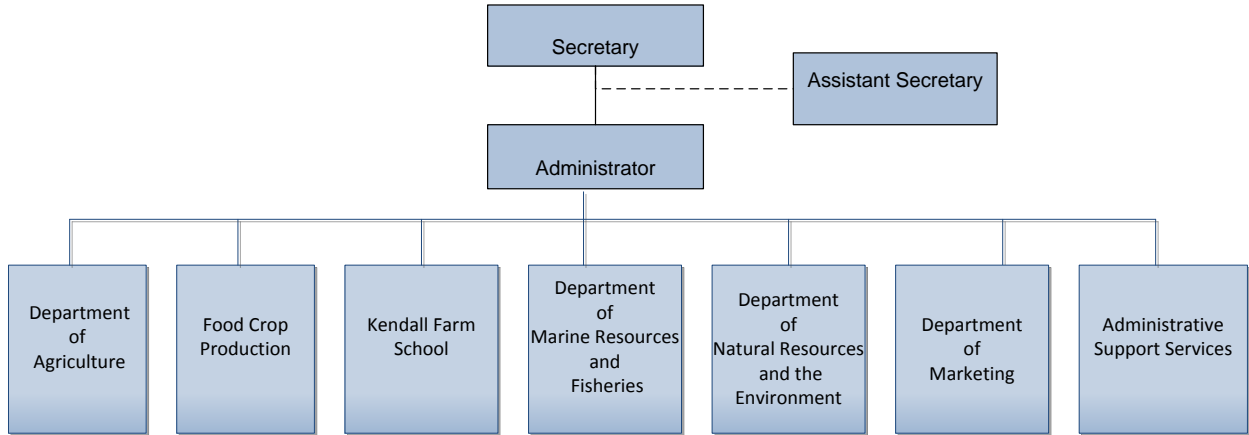 Secretary
Assistant Secretary
Administrator
Department
of
Agriculture
Food Crop
Production
Kendall Farm
School
Department
of
Marine Resources
and
Fisheries
Department
of
Natural Resources
and the
Environment
Department
of
Marketing
Administrative
Support Services